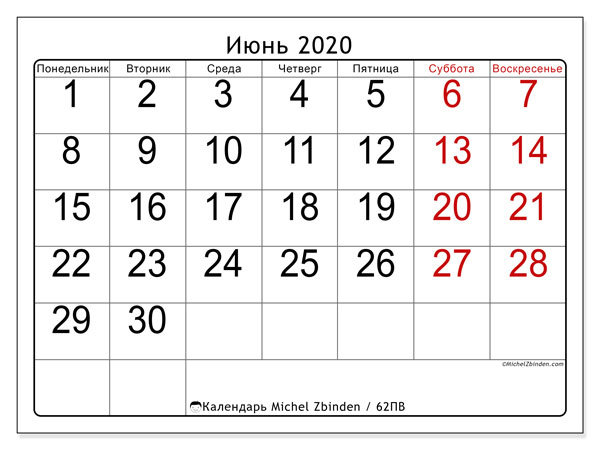 Июнь 2020
Понедельник Вторник Среда Четверг Пятница Суббота Воскресенье
1 2 3 4 5 6 7
8 9 10 11 12 13 14
15 16 17 18 19 20 21
22 23 24 25 26 27 28
29 30
©MichelZbinden.com
Календарь Michel Zbinden / 62ПВ